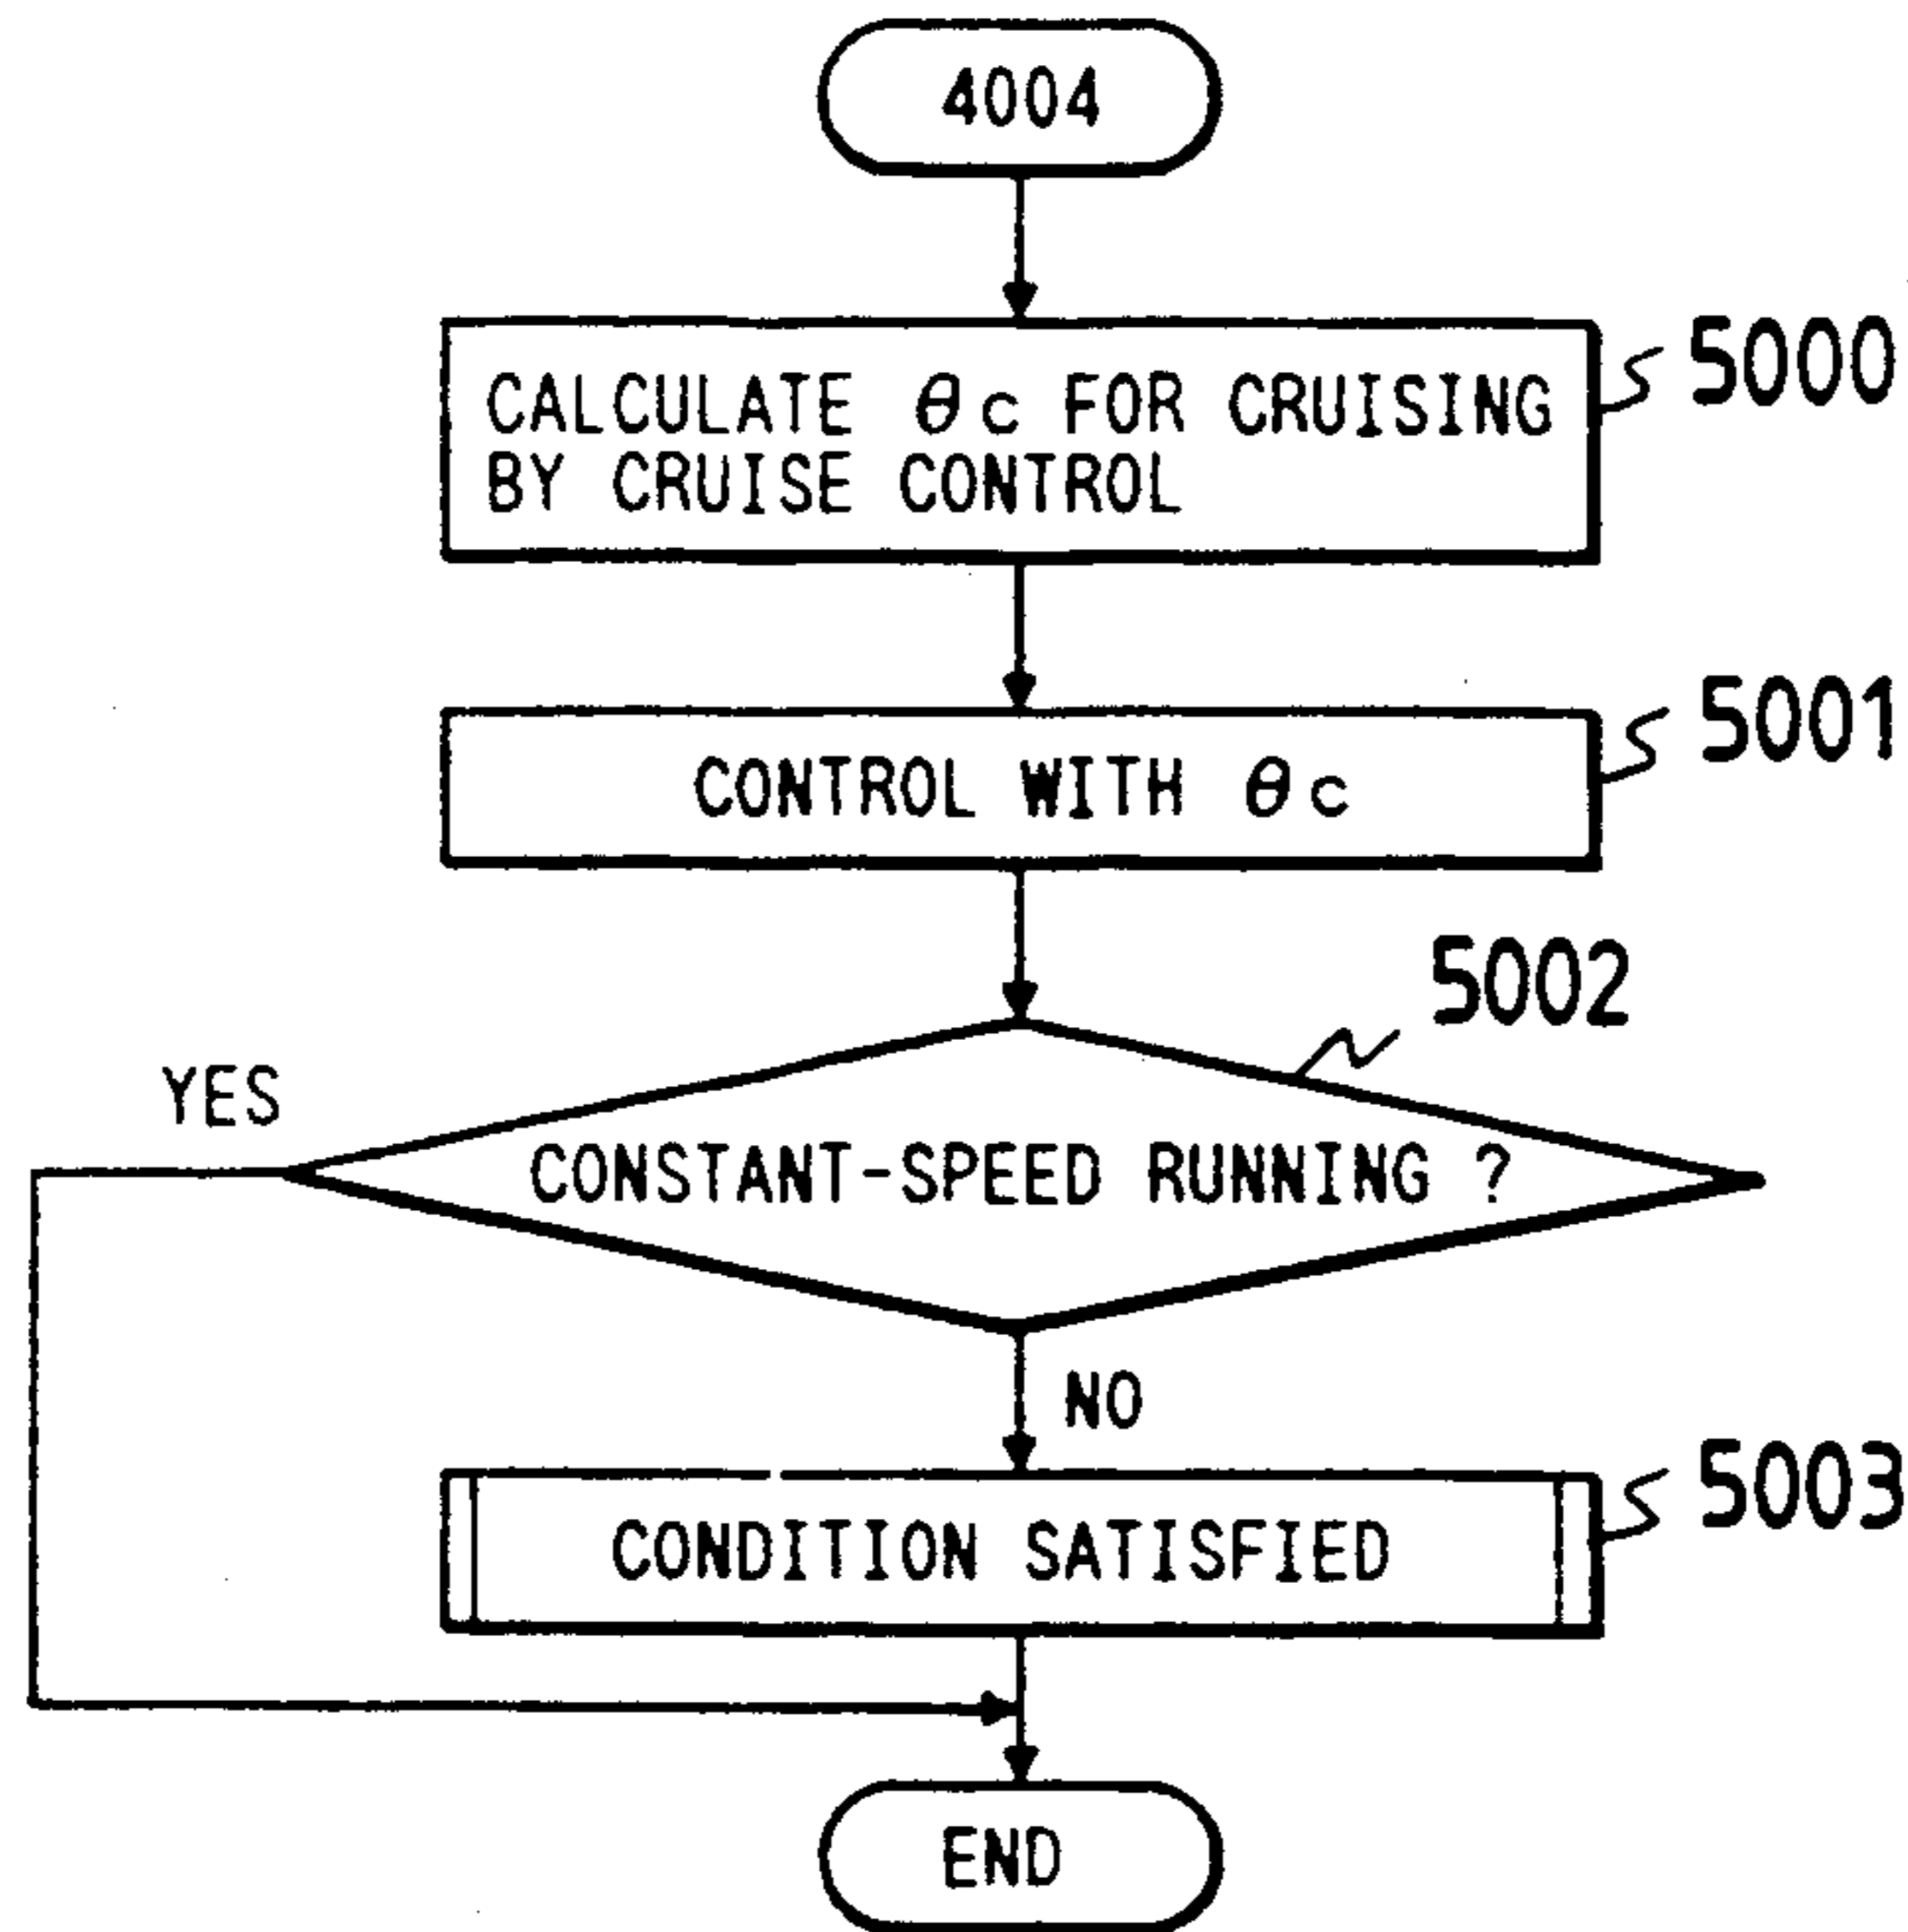 4004
CALCULATE θc FOR CRUISING
BY CRUISE CONTROL
5000
CONTROL WITH θc
5001
5002
YES
CONSTANT-SPEED RUNNING ?
NO
CONDITION SATISFIED
5003
END